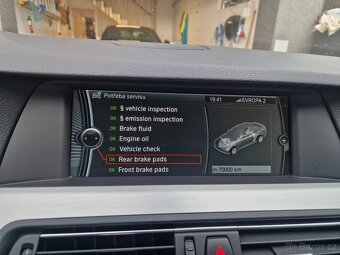 Potřeba servisu
19:41
EVROPA 2
OK § vehicle inspection
OK § emission inspection
OK Brake fluid
OK Engine oil
OK Vehicle check
OK Rear brake pads
OK Front brake pads
in 70000 km